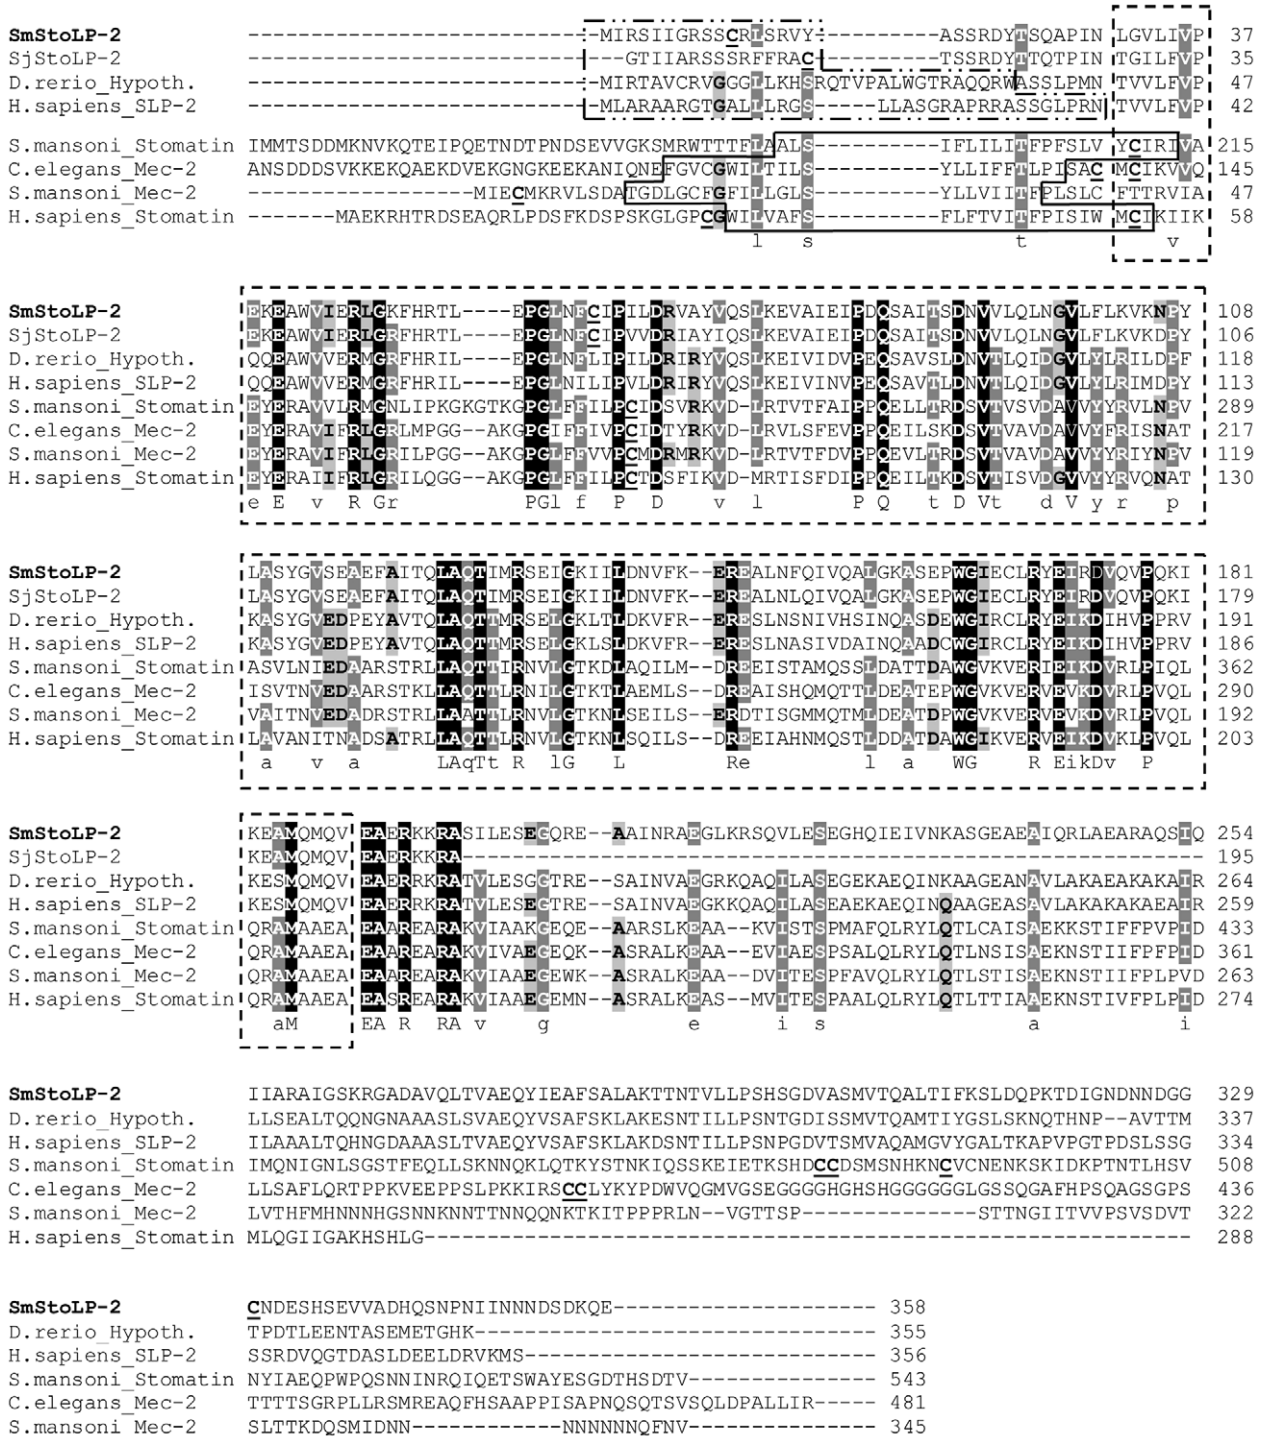 SmStoLP-2 ---------------------------MIRSIIGRSSCRLSRVY----------ASSRDYTSQAPIN LGVLIVP 37
SjStoLP-2 ------------------------------GTIIARSSSRFFRAC----------TSSRDYTTQTPIN TGILFVP 35
D.rerio_Hypoth. ---------------------------MIRTAVCRVGGGLLKHSRQTVPALWGTRAQQRWASSLPMN TVVLFVP 47
H.sapiens_SLP-2 ---------------------------MLARAARGTGALLLRGS-----LLASGRAPRRASSGLPRN TVVLFVP 42
S.mansoni_Stomatin IMMTSDDMKNVKQTEIPQETNDTPNDSEVVGKSMRWTTTFLAALS----------IFLILITFPFSLV YCIRIVA 215
C.elegans_Mec-2 ANSDDDSVKKEKQAEKDVEKGNGKEEKANIQNEFGVCGWILTILS----------YLLIFFTLPISAC MCIKVVQ 145
S.mansoni_Mec-2 ------------------MIECMKRVLSDATGDLGCFGFILLGLS----------YLLVIITFPLSLC FTTRVIA 47
H.sapiens_Stomatin -------MAEKRHTRDSEAQRLPDSFKDSPSKGLGPCGWILVAFS----------FLFTVITFPISIW MCIKIIK 58
l s t v
SmStoLP-2 EKEAWVIERLGKFHRTL----EPGLNFCIPILDRVAYVQSLKEVAIEIPDQSAITSDNVVLQLNGVLFLKVKNPY 108
SjStoLP-2 EKEAWVIERLGRFHRTL----EPGLNFCIPVVDRIAYIQSLKEVAIEIPDQSAITSDNVVLQLNGVLFLKVKDPY 106
D.rerio_Hypoth. QQEAWVVERMGRFHRIL----EPGLNFLIPILDRIRYVQSLKEIVIDVPEQSAVSLDNVTLQIDGVLYLRILDPF 118
H.sapiens_SLP-2 QQEAWVVERMGRFHRIL----EPGLNILIPVLDRIRYVQSLKEIVINVPEQSAVTLDNVTLQIDGVLYLRIMDPY 113
S.mansoni_Stomatin EYERAVVLRMGNLIPKGKGTKGPGLFFILPCIDSVRKVD-LRTVTFAIPPQELLTRDSVTVSVDAVVYYRVLNPV 289
C.elegans_Mec-2 EYERAVIFRLGRLMPGG--AKGPGIFFIVPCIDTYRKVD-LRVLSFEVPPQEILSKDSVTVAVDAVVYFRISNAT 217
S.mansoni_Mec-2 EYERAVIFRLGRILPGG--AKGPGLFFVVPCMDRMRKVD-LRTVTFDVPPQEVLTRDSVTVAVDAVVYYRIYNPV 119
H.sapiens_Stomatin EYERAIIFRLGRILQGG--AKGPGLFFILPCTDSFIKVD-MRTISFDIPPQEILTKDSVTISVDGVVYYRVQNAT 130
e E v R Gr PGl f P D v l P Q t D Vt d V y r p
SmStoLP-2 LASYGVSEAEFAITQLAQTIMRSEIGKIILDNVFK--EREALNFQIVQALGKASEPWGIECLRYEIRDVQVPQKI 181
SjStoLP-2 LASYGVSEAEFAITQLAQTIMRSEIGKIILDNVFK--EREALNLQIVQALGKASEPWGIECLRYEIRDVQVPQKI 179
D.rerio_Hypoth. KASYGVEDPEYAVTQLAQTTMRSELGKLTLDKVFR--ERESLNSNIVHSINQASDEWGIRCLRYEIKDIHVPPRV 191
H.sapiens_SLP-2 KASYGVEDPEYAVTQLAQTTMRSELGKLSLDKVFR--ERESLNASIVDAINQAADCWGIRCLRYEIKDIHVPPRV 186
S.mansoni_Stomatin ASVLNIEDAARSTRLLAQTTIRNVLGTKDLAQILM--DREEISTAMQSSLDATTDAWGVKVERIEIKDVRLPIQL 362
C.elegans_Mec-2 ISVTNVEDAARSTKLLAQTTLRNILGTKTLAEMLS--DREAISHQMQTTLDEATEPWGVKVERVEVKDVRLPVQL 290
S.mansoni_Mec-2 VAITNVEDADRSTRLLAATTLRNVLGTKNLSEILS--ERDTISGMMQTMLDEATDPWGVKVERVEVKDVRLPVQL 192
H.sapiens_Stomatin LAVANITNADSATRLLAQTTLRNVLGTKNLSQILS--DREEIAHNMQSTLDDATDAWGIKVERVEIKDVKLPVQL 203
a v a LAqTt R lG L Re l a WG R EikDv P
SmStoLP-2 KEAMQMQV EAERKKRASILESEGQRE--AAINRAEGLKRSQVLESEGHQIEIVNKASGEAEAIQRLAEARAQSIQ 254
SjStoLP-2 KEAMQMQV EAERKKRA----------------------------------------------------------- 195
D.rerio_Hypoth. KESMQMQV EAERRKRATVLESGGTRE--SAINVAEGRKQAQILASEGEKAEQINKAAGEANAVLAKAEAKAKAIR 264
H.sapiens_SLP-2 KESMQMQV EAERRKRATVLESEGTRE--SAINVAEGKKQAQILASEAEKAEQINQAAGEASAVLAKAKAKAEAIR 259
S.mansoni_Stomatin QRAMAAEA EAAREARAKVIAAKGEQK--AARSLKEAA--KVISTSPMAFQLRYLQTLCAISAEKKSTIFFPVPID 433
C.elegans_Mec-2 QRAMAAEA EAAREARAKVIVAEGEQK--ASRALKEAA--EVIAESPSALQLRYLQTLNSISAEKNSTIIFPFPID 361
S.mansoni_Mec-2 QRAMAAEA EAAREARAKVIAAEGEWK--ASRALKEAA--DVITESPFAVQLRYLQTLSTISAEKNSTIIFPLPVD 263
H.sapiens_Stomatin QRAMAAEA EASREARAKVIAAEGEMN--ASRALKEAS--MVITESPAALQLRYLQTLTTIAAEKNSTIVFPLPID 274
aM EA R RA v g e i s a i
SmStoLP-2 IIARAIGSKRGADAVQLTVAEQYIEAFSALAKTTNTVLLPSHSGDVASMVTQALTIFKSLDQPKTDIGNDNNDGG 329
D.rerio_Hypoth. LLSEALTQQNGNAAASLSVAEQYVSAFSKLAKESNTILLPSNTGDISSMVTQAMTIYGSLSKNQTHNP--AVTTM 337
H.sapiens_SLP-2 ILAAALTQHNGDAAASLTVAEQYVSAFSKLAKDSNTILLPSNPGDVTSMVAQAMGVYGALTKAPVPGTPDSLSSG 334
S.mansoni_Stomatin IMQNIGNLSGSTFEQLLSKNNQKLQTKYSTNKIQSSKEIETKSHDCCDSMSNHKNCVCNENKSKIDKPTNTLHSV 508
C.elegans_Mec-2 LLSAFLQRTPPKVEEPPSLPKKIRSCCLYKYPDWVQGMVGSEGGGGHGHSHGGGGGGLGSSQGAFHPSQAGSGPS 436
S.mansoni_Mec-2 LVTHFMHNNNHGSNNKNNTTNNQQNKTKITPPPRLN--VGTTSP--------------STTNGIITVVPSVSDVT 322
H.sapiens_Stomatin MLQGIIGAKHSHLG------------------------------------------------------------- 288
SmStoLP-2 CNDESHSEVVADHQSNPNIINNNDSDKQE--------------------- 358
D.rerio_Hypoth. TPDTLEENTASEMETGHK-------------------------------- 355
H.sapiens_SLP-2 SSRDVQGTDASLDEELDRVKMS---------------------------- 356
S.mansoni_Stomatin NYIAEQPWPQSNNINRQIQETSWAYESGDTHSDTV--------------- 543
C.elegans_Mec-2 TTTTSGRPLLRSMREAQFHSAAPPISAPNQSQTSVSQLDPALLIR----- 481
S.mansoni_Mec-2 SLTTKDQSMIDNN------------NNNNNNQFNV--------------- 345